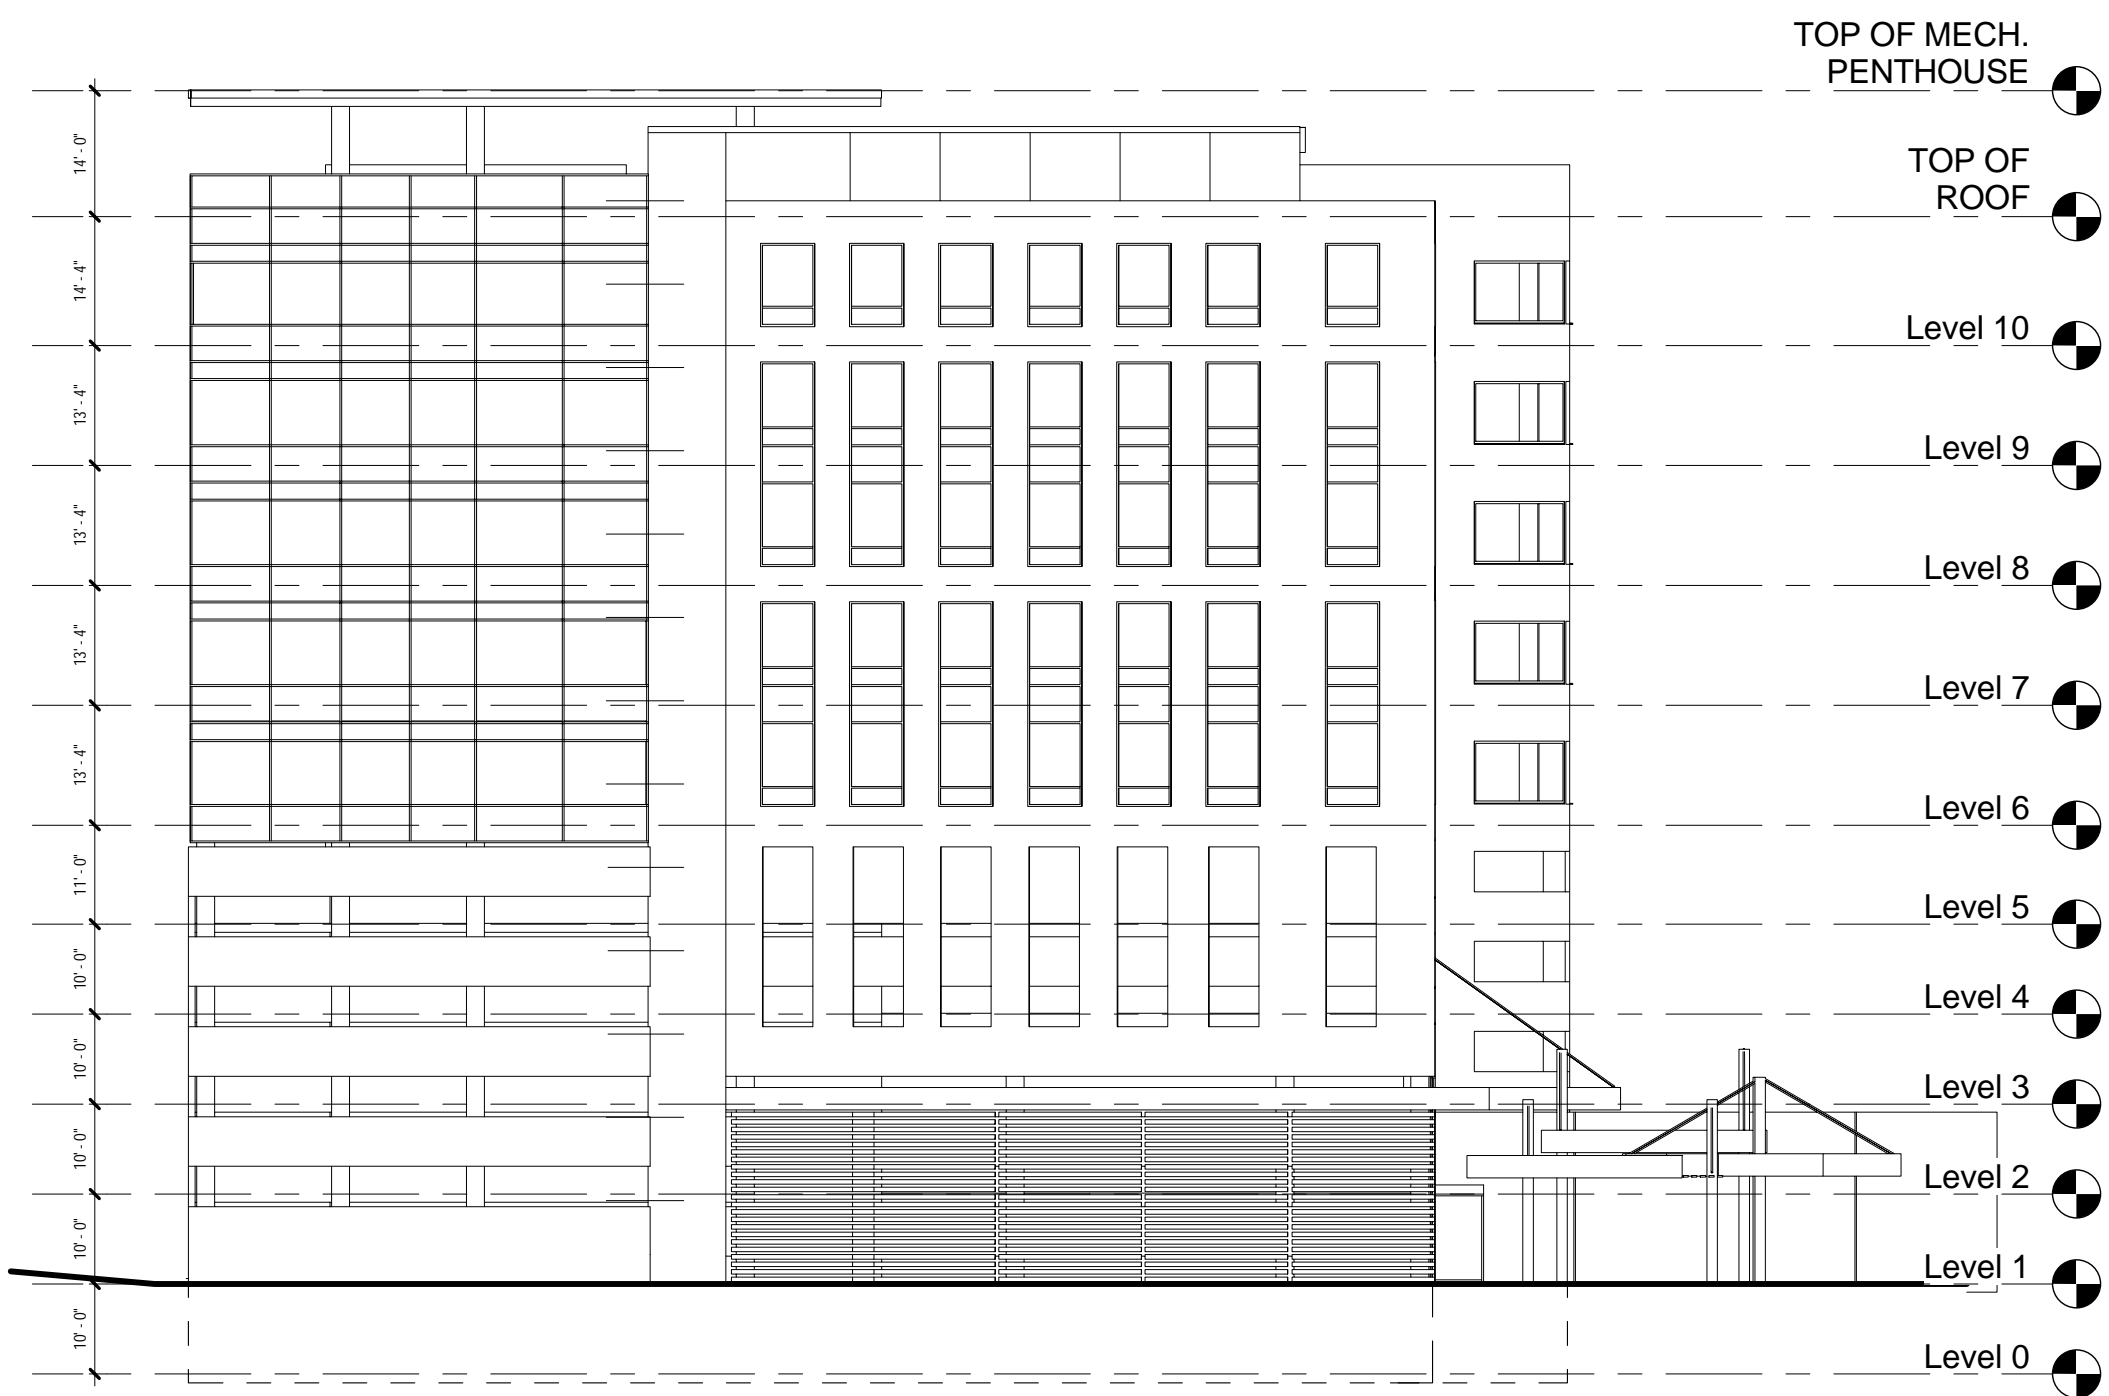 TOP OF MECH.
PENTHOUSE
14' - 0"
TOP OF
ROOF
14' - 4"
Level 10
13' - 4"
Level 9
13' - 4"
Level 8
13' - 4"
Level 7
13' - 4"
Level 6
11' - 0"
Level 5
10' - 0"
Level 4
10' - 0"
Level 3
10' - 0"
Level 2
10' - 0"
Level 1
10' - 0"
Level 0